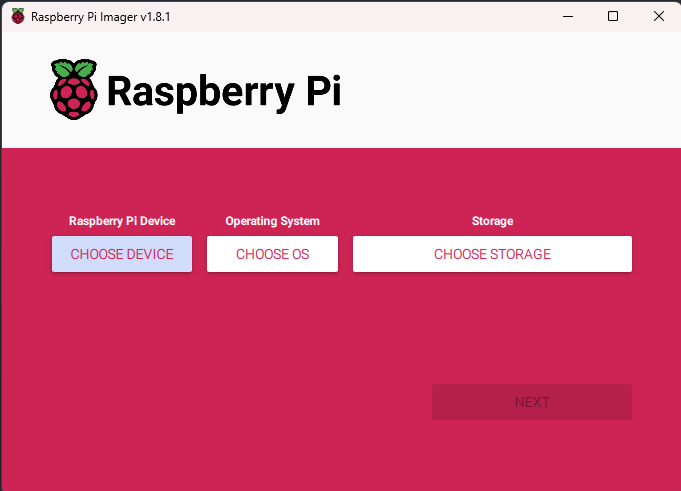 Raspberry Pi Imager v1.8.1
Raspberry Pi
Raspberry Pi Device
Operating System
Storage
CHOOSE DEVICE
CHOOSE OS
CHOOSE STORAGE
NEXT